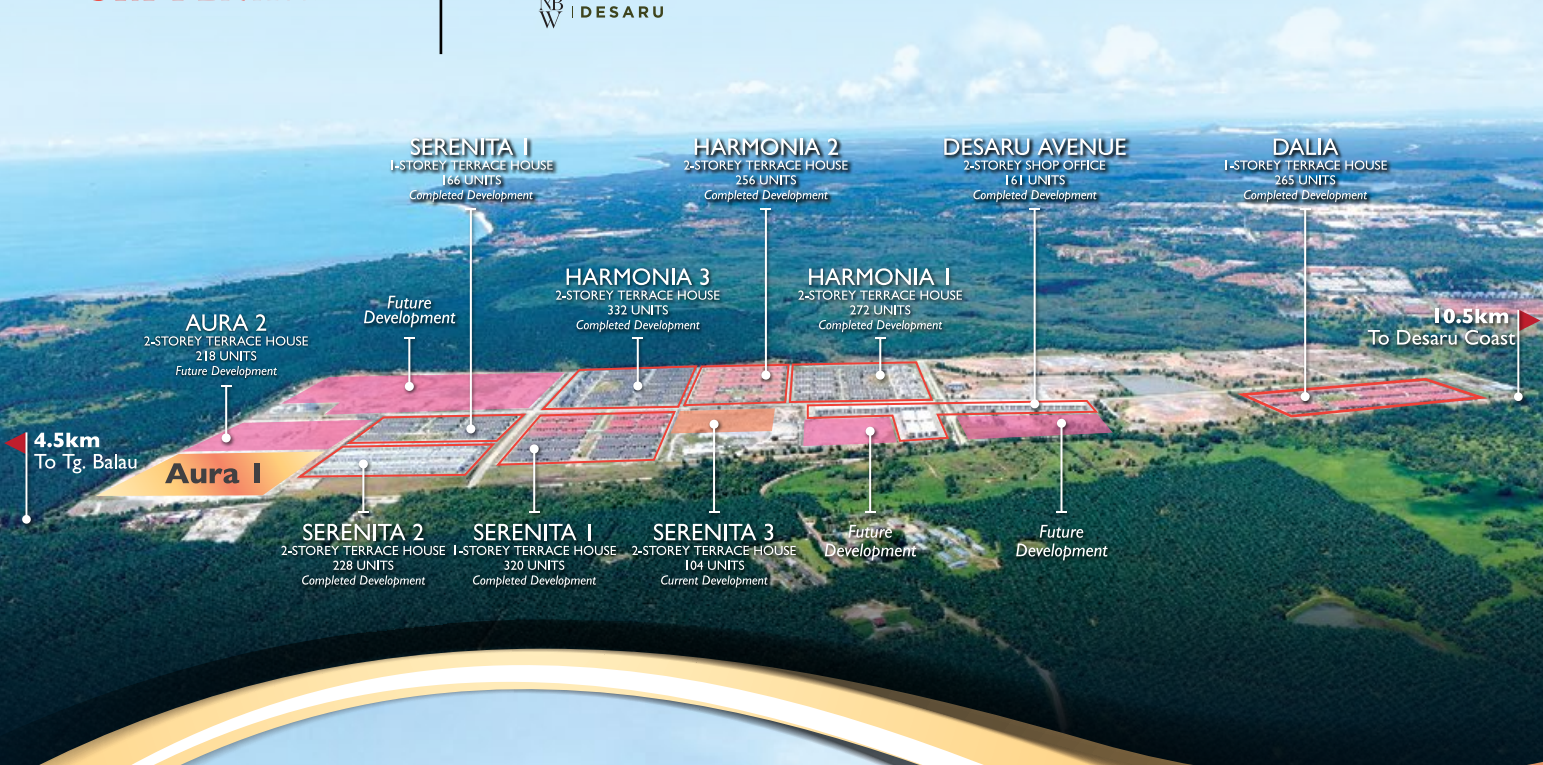 NB
W | DESARU
SERENITA 1
1-STOREY TERRACE HOUSE
166 UNITS
Completed Development
HARMONIA 2
2-STOREY TERRACE HOUSE
256 UNITS
Completed Development
DESARU AVENUE
2-STOREY SHOP OFFICE
161 UNITS
Completed Development
DALIA
1-STOREY TERRACE HOUSE
265 UNITS
Completed Development
HARMONIA 3
2-STOREY TERRACE HOUSE
332 UNITS
Completed Development
HARMONIA 1
2-STOREY TERRACE HOUSE
272 UNITS
Completed Development
Future
Development
AURA 2
2-STOREY TERRACE HOUSE
218 UNITS
Future Development
10.5km
To Desaru Coast
4.5km
To Tg. Balau
Aura 1
SERENITA 2
2-STOREY TERRACE HOUSE
228 UNITS
Completed Development
SERENITA 1
1-STOREY TERRACE HOUSE
320 UNITS
Completed Development
SERENITA 3
2-STOREY TERRACE HOUSE
104 UNITS
Current Development
Future
Development
Future
Development